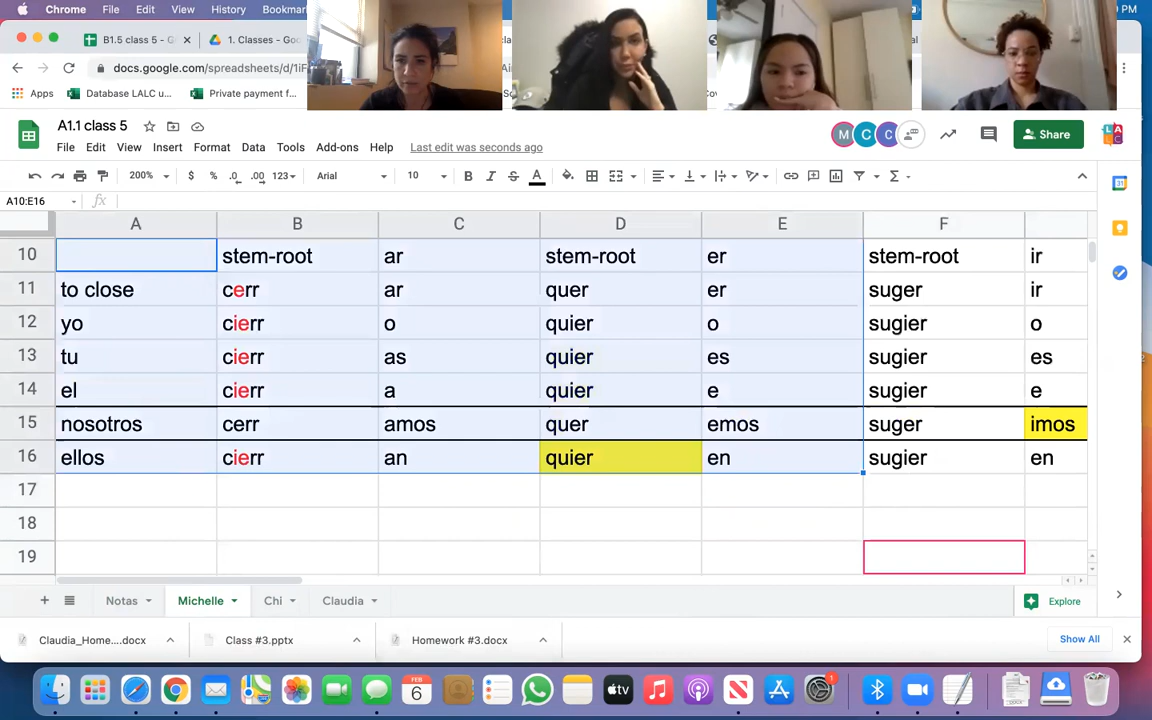 Chrome File Edit View History Bookmar PM
B1.5 class 5 - G 1. Classes - Goo
docs.google.com/spreadsheets/d/1iF
Apps Database LALC u... Private payment f...
A1.1 class 5
File Edit View Insert Format Data Tools Add-ons Help Last edit was seconds ago
M C C Share
200% $ % .0 .00 123 Arial 10 B I S A Σ
A10:E16 fx
A B C D E F
10 stem-root ar stem-root er stem-root ir
11 to close cerr ar quer er suger ir
12 yo cierr o quier o sugier o
13 tu cierr as quier es sugier es
14 el cierr a quier e sugier e
15 nosotros cerr amos quer emos suger imos
16 ellos cierr an quier en sugier en
17
18
19
Notas Michelle Chi Claudia Explore
Claudia_Home....docx Class #3.pptx Homework #3.docx Show All
FEB 6 tv 1